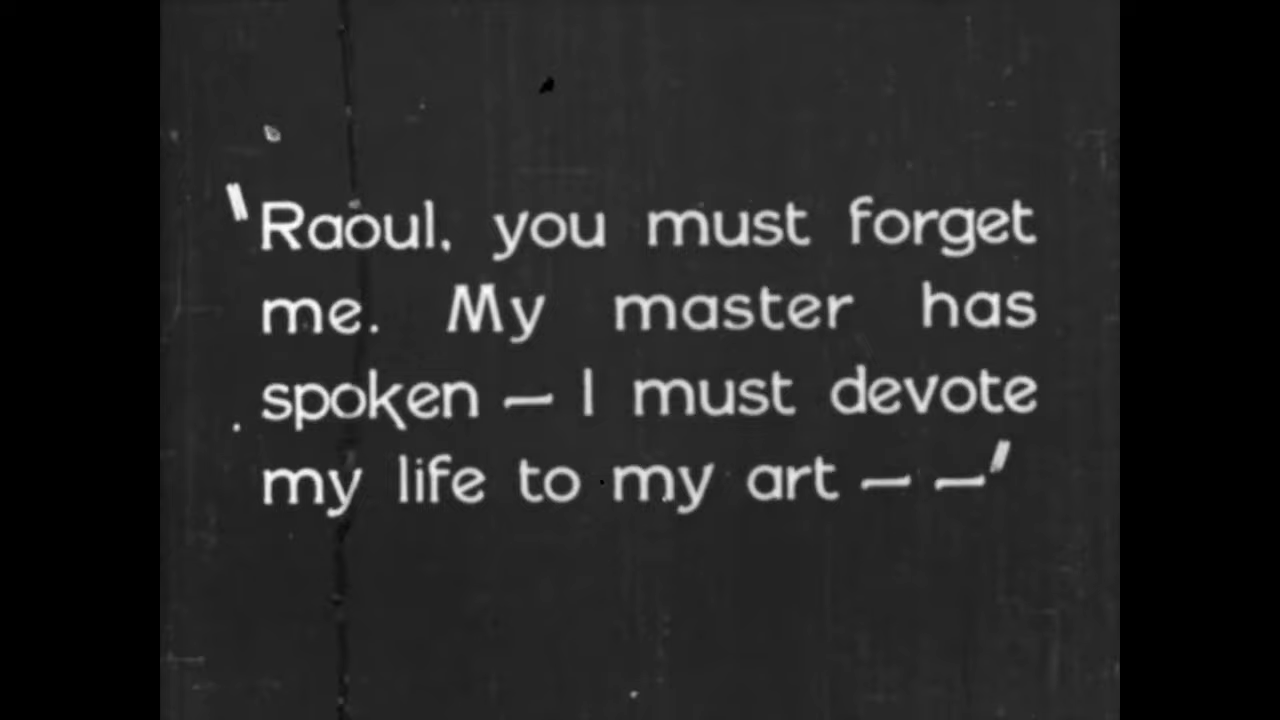 "Raoul, you must forget
me. My master has
spoken — I must devote
my life to my art — —"